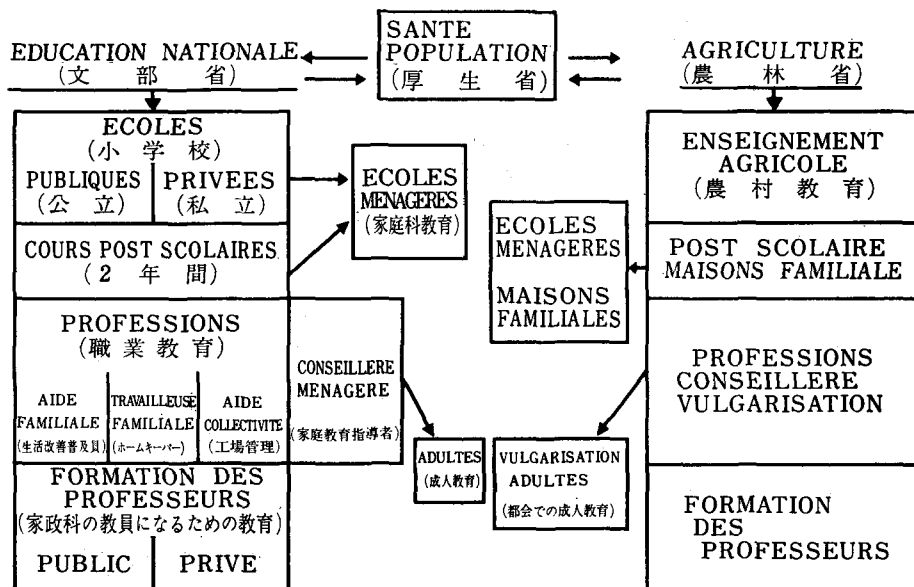 EDUCATION NATIONALE
(文部省)
SANTE
POPULATION
(厚生省)
AGRICULTURE
(農林省)
ECOLES
(小学校)
PUBLIQUES
(公立)
PRIVEES
(私立)
COURS POST SCOLAIRES
(2年間)
PROFESSIONS
(職業教育)
AIDE
FAMILIALE
(生活改善普及員)
TRAVAILLEUSE
FAMILIALE
(ホームキーパー)
AIDE
COLLECTIVITE
(工場管理)
CONSEILLERE
MENAGERE
(家庭教育指導者)
FORMATION DES
PROFESSEURS
(家政科の教員になるための教育)
PUBLIC
PRIVE
ECOLES
MENAGERES
(家庭科教育)
ECOLES
MENAGERES
MAISONS
FAMILIALES
ADULTES
(成人教育)
VULGARISATION
ADULTES
(都会での成人教育)
ENSEIGNEMENT
AGRICOLE
(農村教育)
POST SCOLAIRE
MAISONS FAMILIALE
PROFESSIONS
CONSEILLERE
VULGARISATION
FORMATION
DES
PROFESSEURS